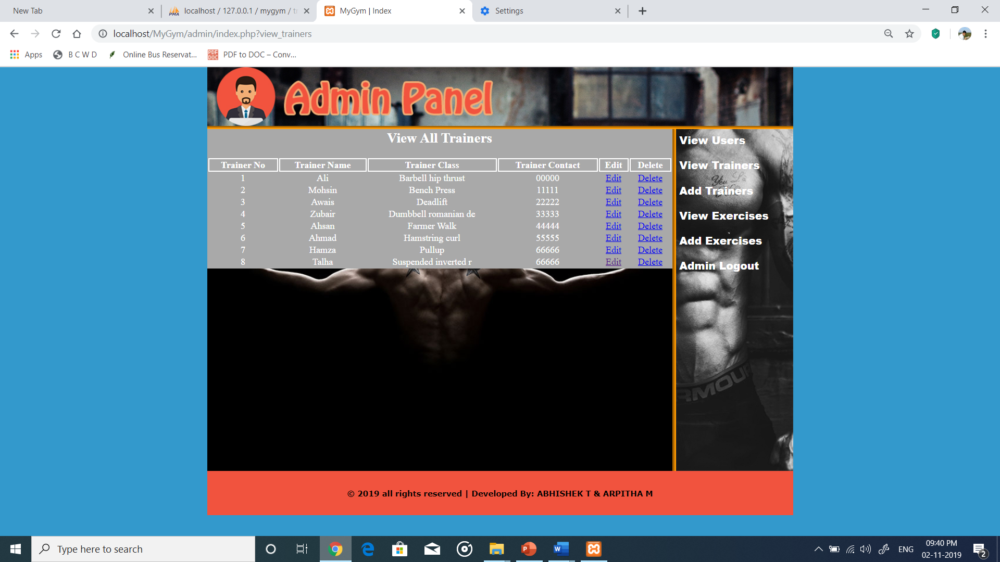 New Tab
localhost / 127.0.0.1 / mygym / t
MyGym | Index
Settings
localhost/MyGym/admin/index.php?view_trainers
Apps
B C W D
Online Bus Reservat...
PDF to DOC – Conv...
Admin Panel
View All Trainers
Trainer No Trainer Name Trainer Class Trainer Contact Edit Delete
1 Ali Barbell hip thrust 00000 Edit Delete
2 Mohsin Bench Press 11111 Edit Delete
3 Awais Deadlift 22222 Edit Delete
4 Zubair Dumbbell romanian de 33333 Edit Delete
5 Ahsan Farmer Walk 44444 Edit Delete
6 Ahmad Hamstring curl 55555 Edit Delete
7 Hamza Pullup 66666 Edit Delete
8 Talha Suspended inverted r 66666 Edit Delete
View Users
View Trainers
Add Trainers
View Exercises
Add Exercises
Admin Logout
RMOUR
© 2019 all rights reserved | Developed By: ABHISHEK T & ARPITHA M
Type here to search
ENG
09:40 PM
02-11-2019
2